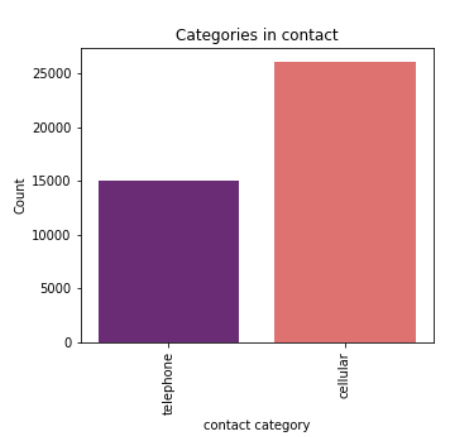 Categories in contact
25000
20000
15000
10000
5000
0
Count
telephone
cellular
contact category